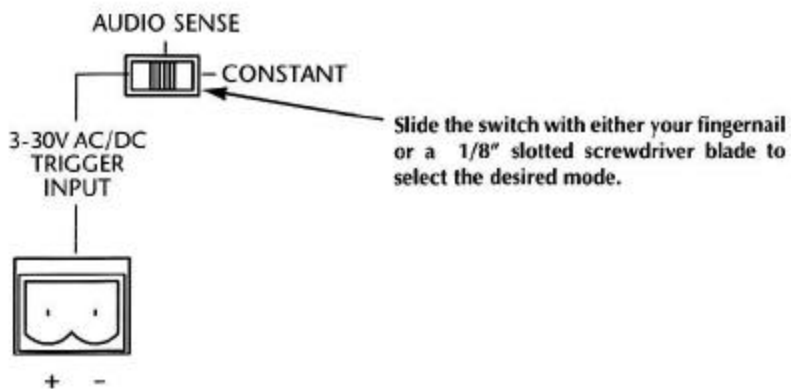 AUDIO SENSE
CONSTANT
3-30V AC/DC
TRIGGER
INPUT
Slide the switch with either your fingernail
or a 1/8" slotted screwdriver blade to
select the desired mode.
+ -